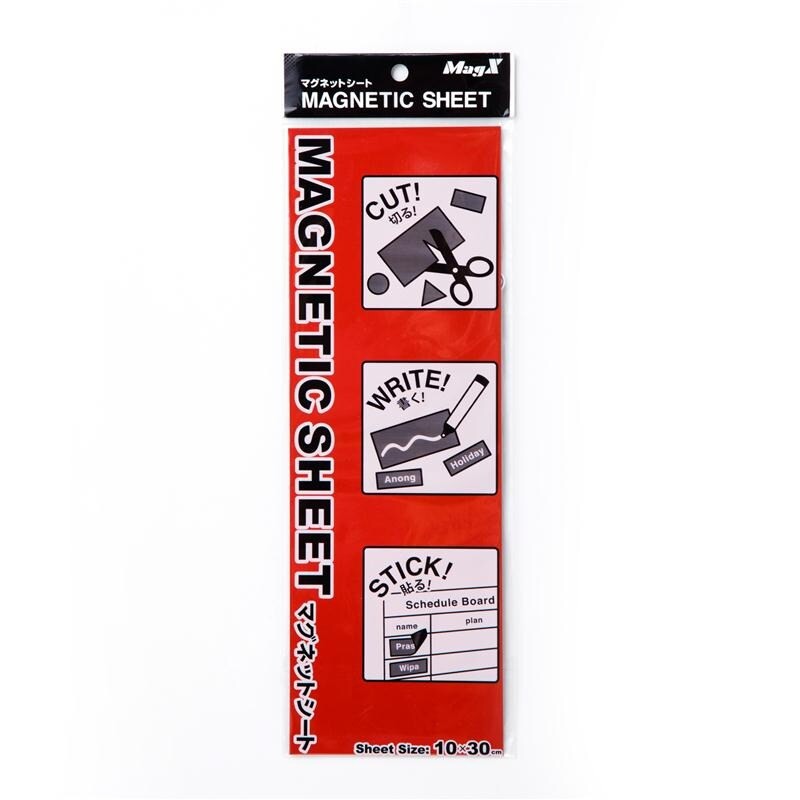 MagX
マグネットシート
MAGNETIC SHEET
MAGNETIC SHEET マグネットシート
CUT!
切る!
WRITE!
書く!
Anong
Holiday
STICK!
貼る!
Schedule Board
name
plan
Pras
Wipa
Sheet Size: 10×30cm